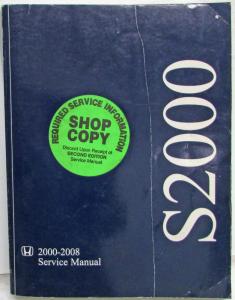 REQUIRED SERVICE INFORMATION
SHOP
COPY
Discard Upon Receipt of
SECOND EDITION
Service Manual
S2000
2000-2008
Service Manual